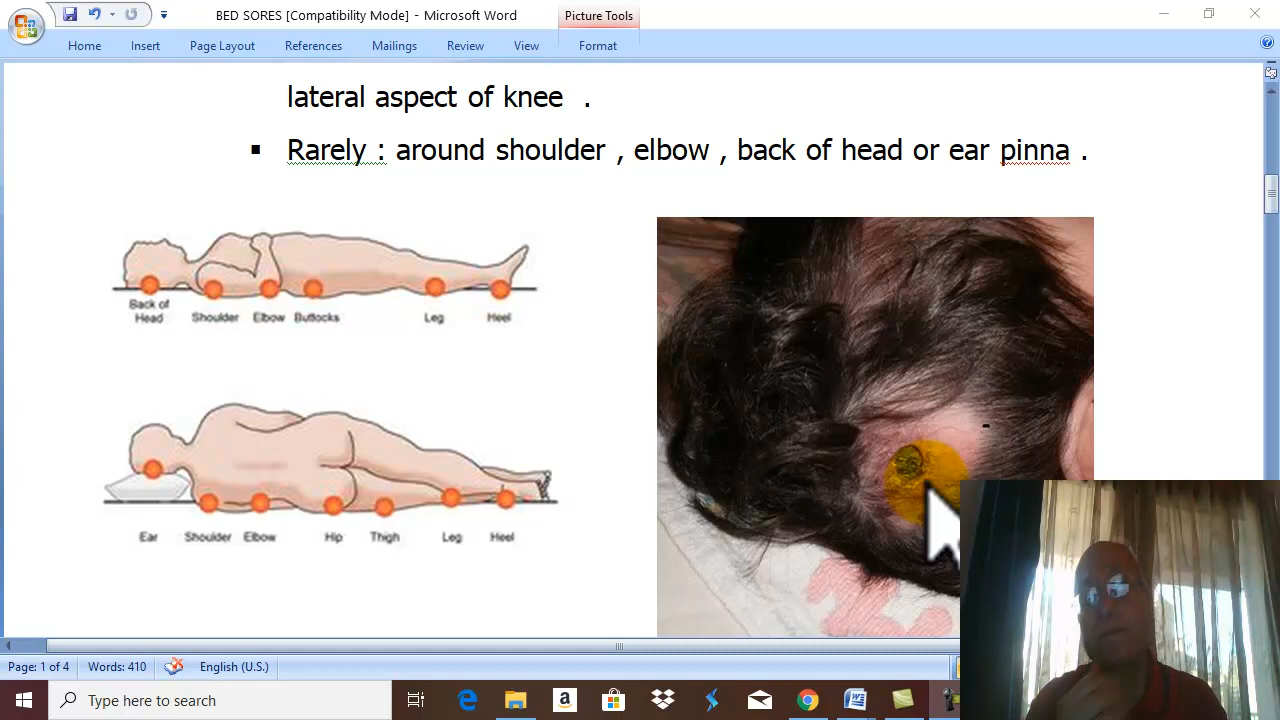 BED SORES [Compatibility Mode] - Microsoft Word
Picture Tools
Home Insert Page Layout References Mailings Review View Format
lateral aspect of knee .
▪ Rarely : around shoulder , elbow , back of head or ear pinna .
Back of
Head Shoulder Elbow Buttocks Leg Heel
Ear Shoulder Elbow Hip Thigh Leg Heel
Page: 1 of 4 Words: 410 English (U.S.)
Type here to search